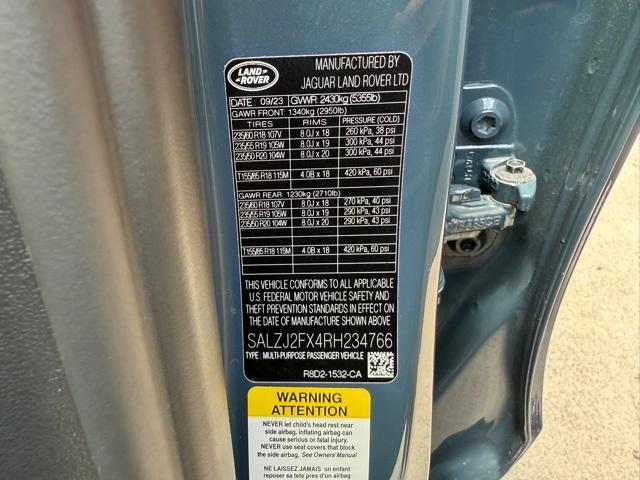 LAND ROVER
MANUFACTURED BY
JAGUAR LAND ROVER LTD
DATE: 09/23 GVWR: 2430kg (5355lb)
GAWR FRONT: 1340kg (2950lb)
TIRES RIMS PRESSURE (COLD)
235/60 R18 107V 8.0J x 18 260 kPa, 38 psi
235/55 R19 105W 8.0J x 19 300 kPa, 44 psi
235/50 R20 104W 8.0J x 20 300 kPa, 44 psi
T155/85 R18 115M 4.0B x 18 420 kPa, 60 psi
GAWR REAR: 1230kg (2710lb)
235/60 R18 107V 8.0J x 18 270 kPa, 40 psi
235/55 R19 105W 8.0J x 19 290 kPa, 43 psi
235/50 R20 104W 8.0J x 20 290 kPa, 43 psi
T155/85 R18 115M 4.0B x 18 420 kPa, 60 psi
THIS VEHICLE CONFORMS TO ALL APPLICABLE
U.S. FEDERAL MOTOR VEHICLE SAFETY AND
THEFT PREVENTION STANDARDS IN EFFECT ON THE
DATE OF MANUFACTURE SHOWN ABOVE.
SALZJ2FX4RH234766
TYPE: MULTI-PURPOSE PASSENGER VEHICLE
R8D2-1532-CA
WARNING
ATTENTION
NEVER let child's head rest near
side airbag, inflating airbag can
cause serious or fatal injury.
NEVER use seat covers that block
the side airbag. See Owners' Manual
NE LAISSEZ JAMAIS un enfant
reposer sa tête près d'un airbag